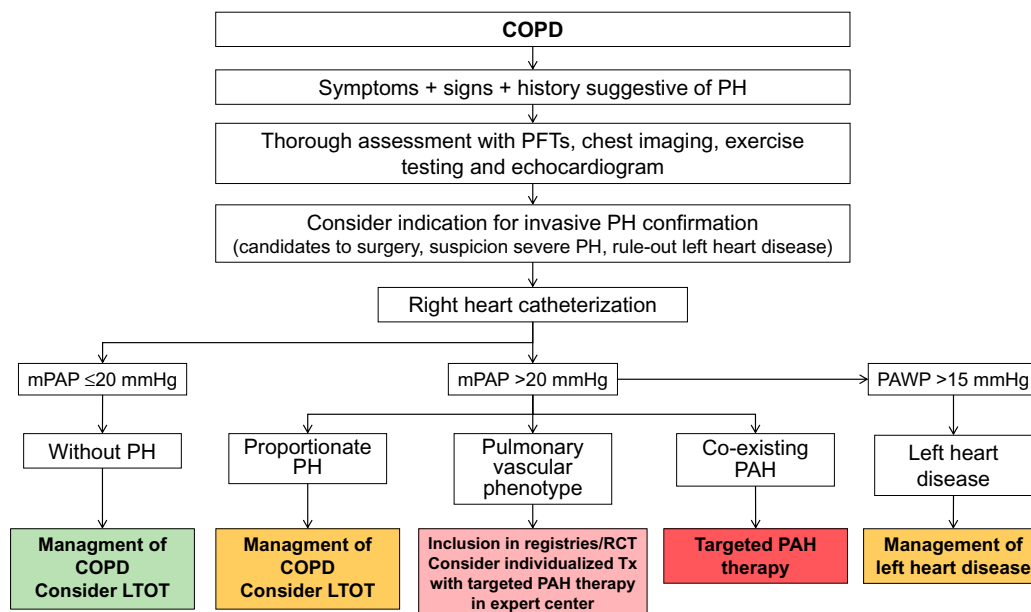 COPD
Symptoms + signs + history suggestive of PH
Thorough assessment with PFTs, chest imaging, exercise
testing and echocardiogram
Consider indication for invasive PH confirmation
(candidates to surgery, suspicion severe PH, rule-out left heart disease)
Right heart catheterization
mPAP ≤20 mmHg
mPAP >20 mmHg
PAWP >15 mmHg
Without PH
Proportionate
PH
Pulmonary
vascular
phenotype
Co-existing
PAH
Left heart
disease
Managment of
COPD
Consider LTOT
Managment of
COPD
Consider LTOT
Inclusion in registries/RCT
Consider individualized Tx
with targeted PAH therapy
in expert center
Targeted PAH
therapy
Management of
left heart disease